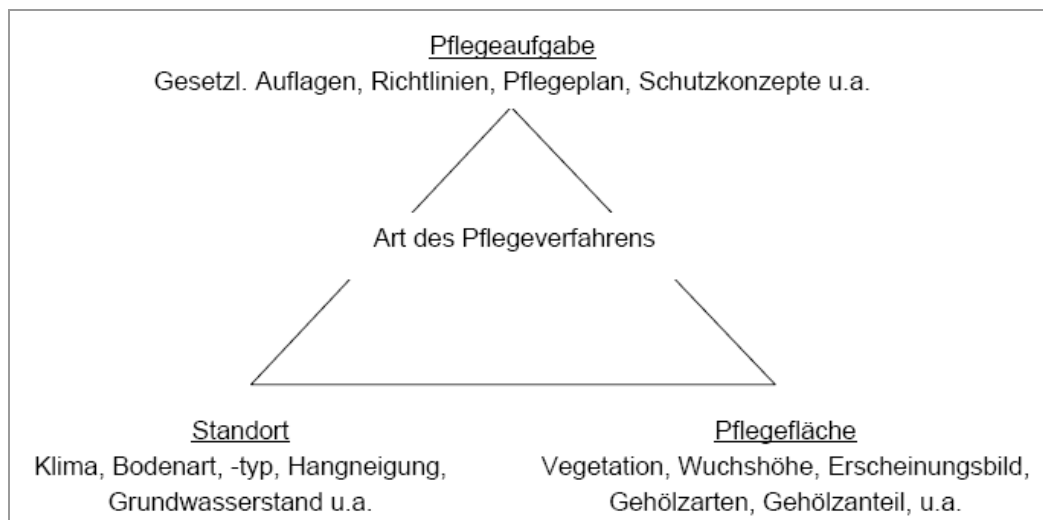 Pflegeaufgabe
Gesetzl. Auflagen, Richtlinien, Pflegeplan, Schutzkonzepte u.a.
Art des Pflegeverfahrens
Standort
Klima, Bodenart, -typ, Hangneigung,
Grundwasserstand u.a.
Pflegefläche
Vegetation, Wuchshöhe, Erscheinungsbild,
Gehölzarten, Gehölzanteil, u.a.